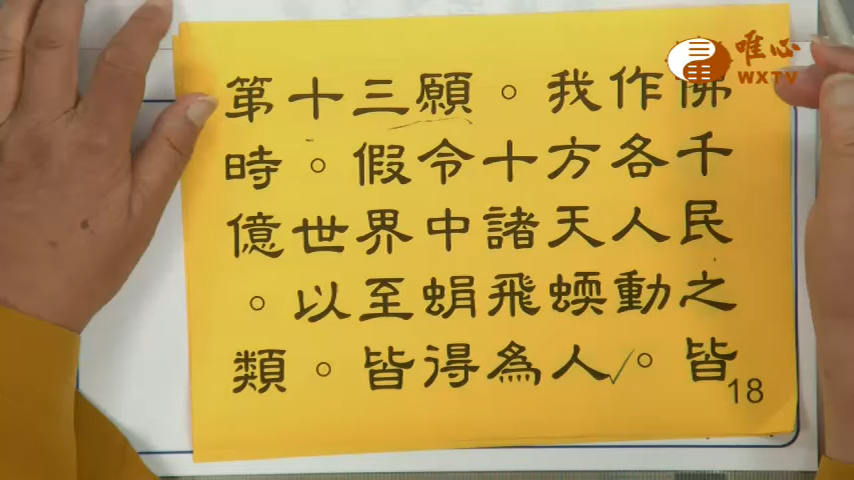 唯心
WXTV
第十三願。我作佛
時。假令十方各千
億世界中諸天人民
。以至蜎飛蝡動之
類。皆得為人。皆
18